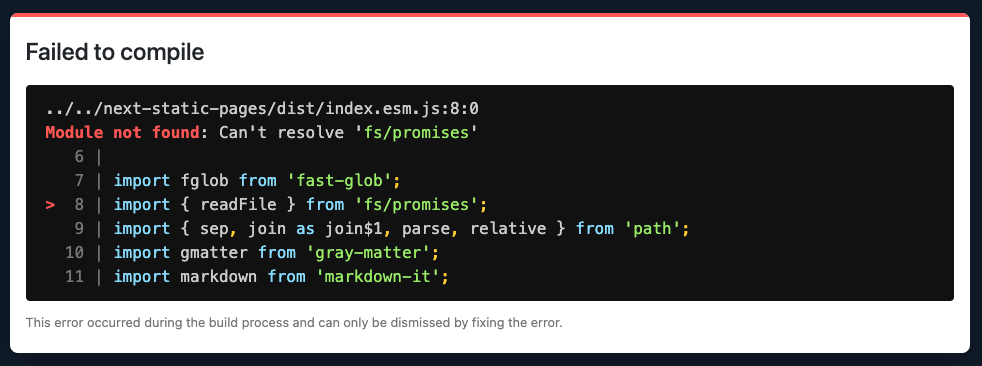 Failed to compile
../../next-static-pages/dist/index.esm.js:8:0
Module not found: Can't resolve 'fs/promises'
6 |
7 | import fglob from 'fast-glob';
> 8 | import { readFile } from 'fs/promises';
9 | import { sep, join as join$1, parse, relative } from 'path';
10 | import gmatter from 'gray-matter';
11 | import markdown from 'markdown-it';
This error occurred during the build process and can only be dismissed by fixing the error.